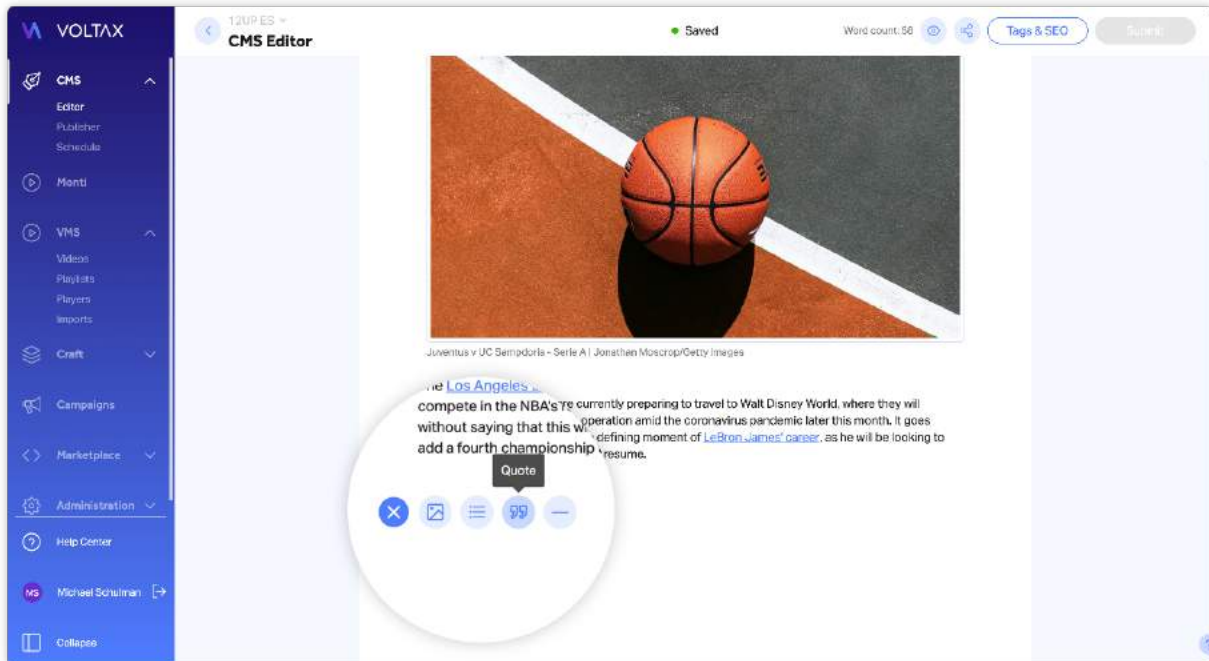 VOLTAX
12UP ES
CMS Editor
Saved
Word count: 58
Tags & SEO
Submit
CMS
Editor
Publisher
Schedule
Monti
VMS
Videos
Playlists
Players
Imports
Craft
Campaigns
Marketplace
Administration
Help Center
MS
Michael Schulman
Collapse
Juventus v UC Sampdoria - Serie A | Jonathan Moscrop/Getty Images
Los Angeles
compete in the NBA's re currently preparing to travel to Walt Disney World, where they will
without saying that this operation amid the coronavirus pandemic later this month. It goes
add a fourth championship defining moment of LeBron James' career, as he will be looking to
resume.
Quote